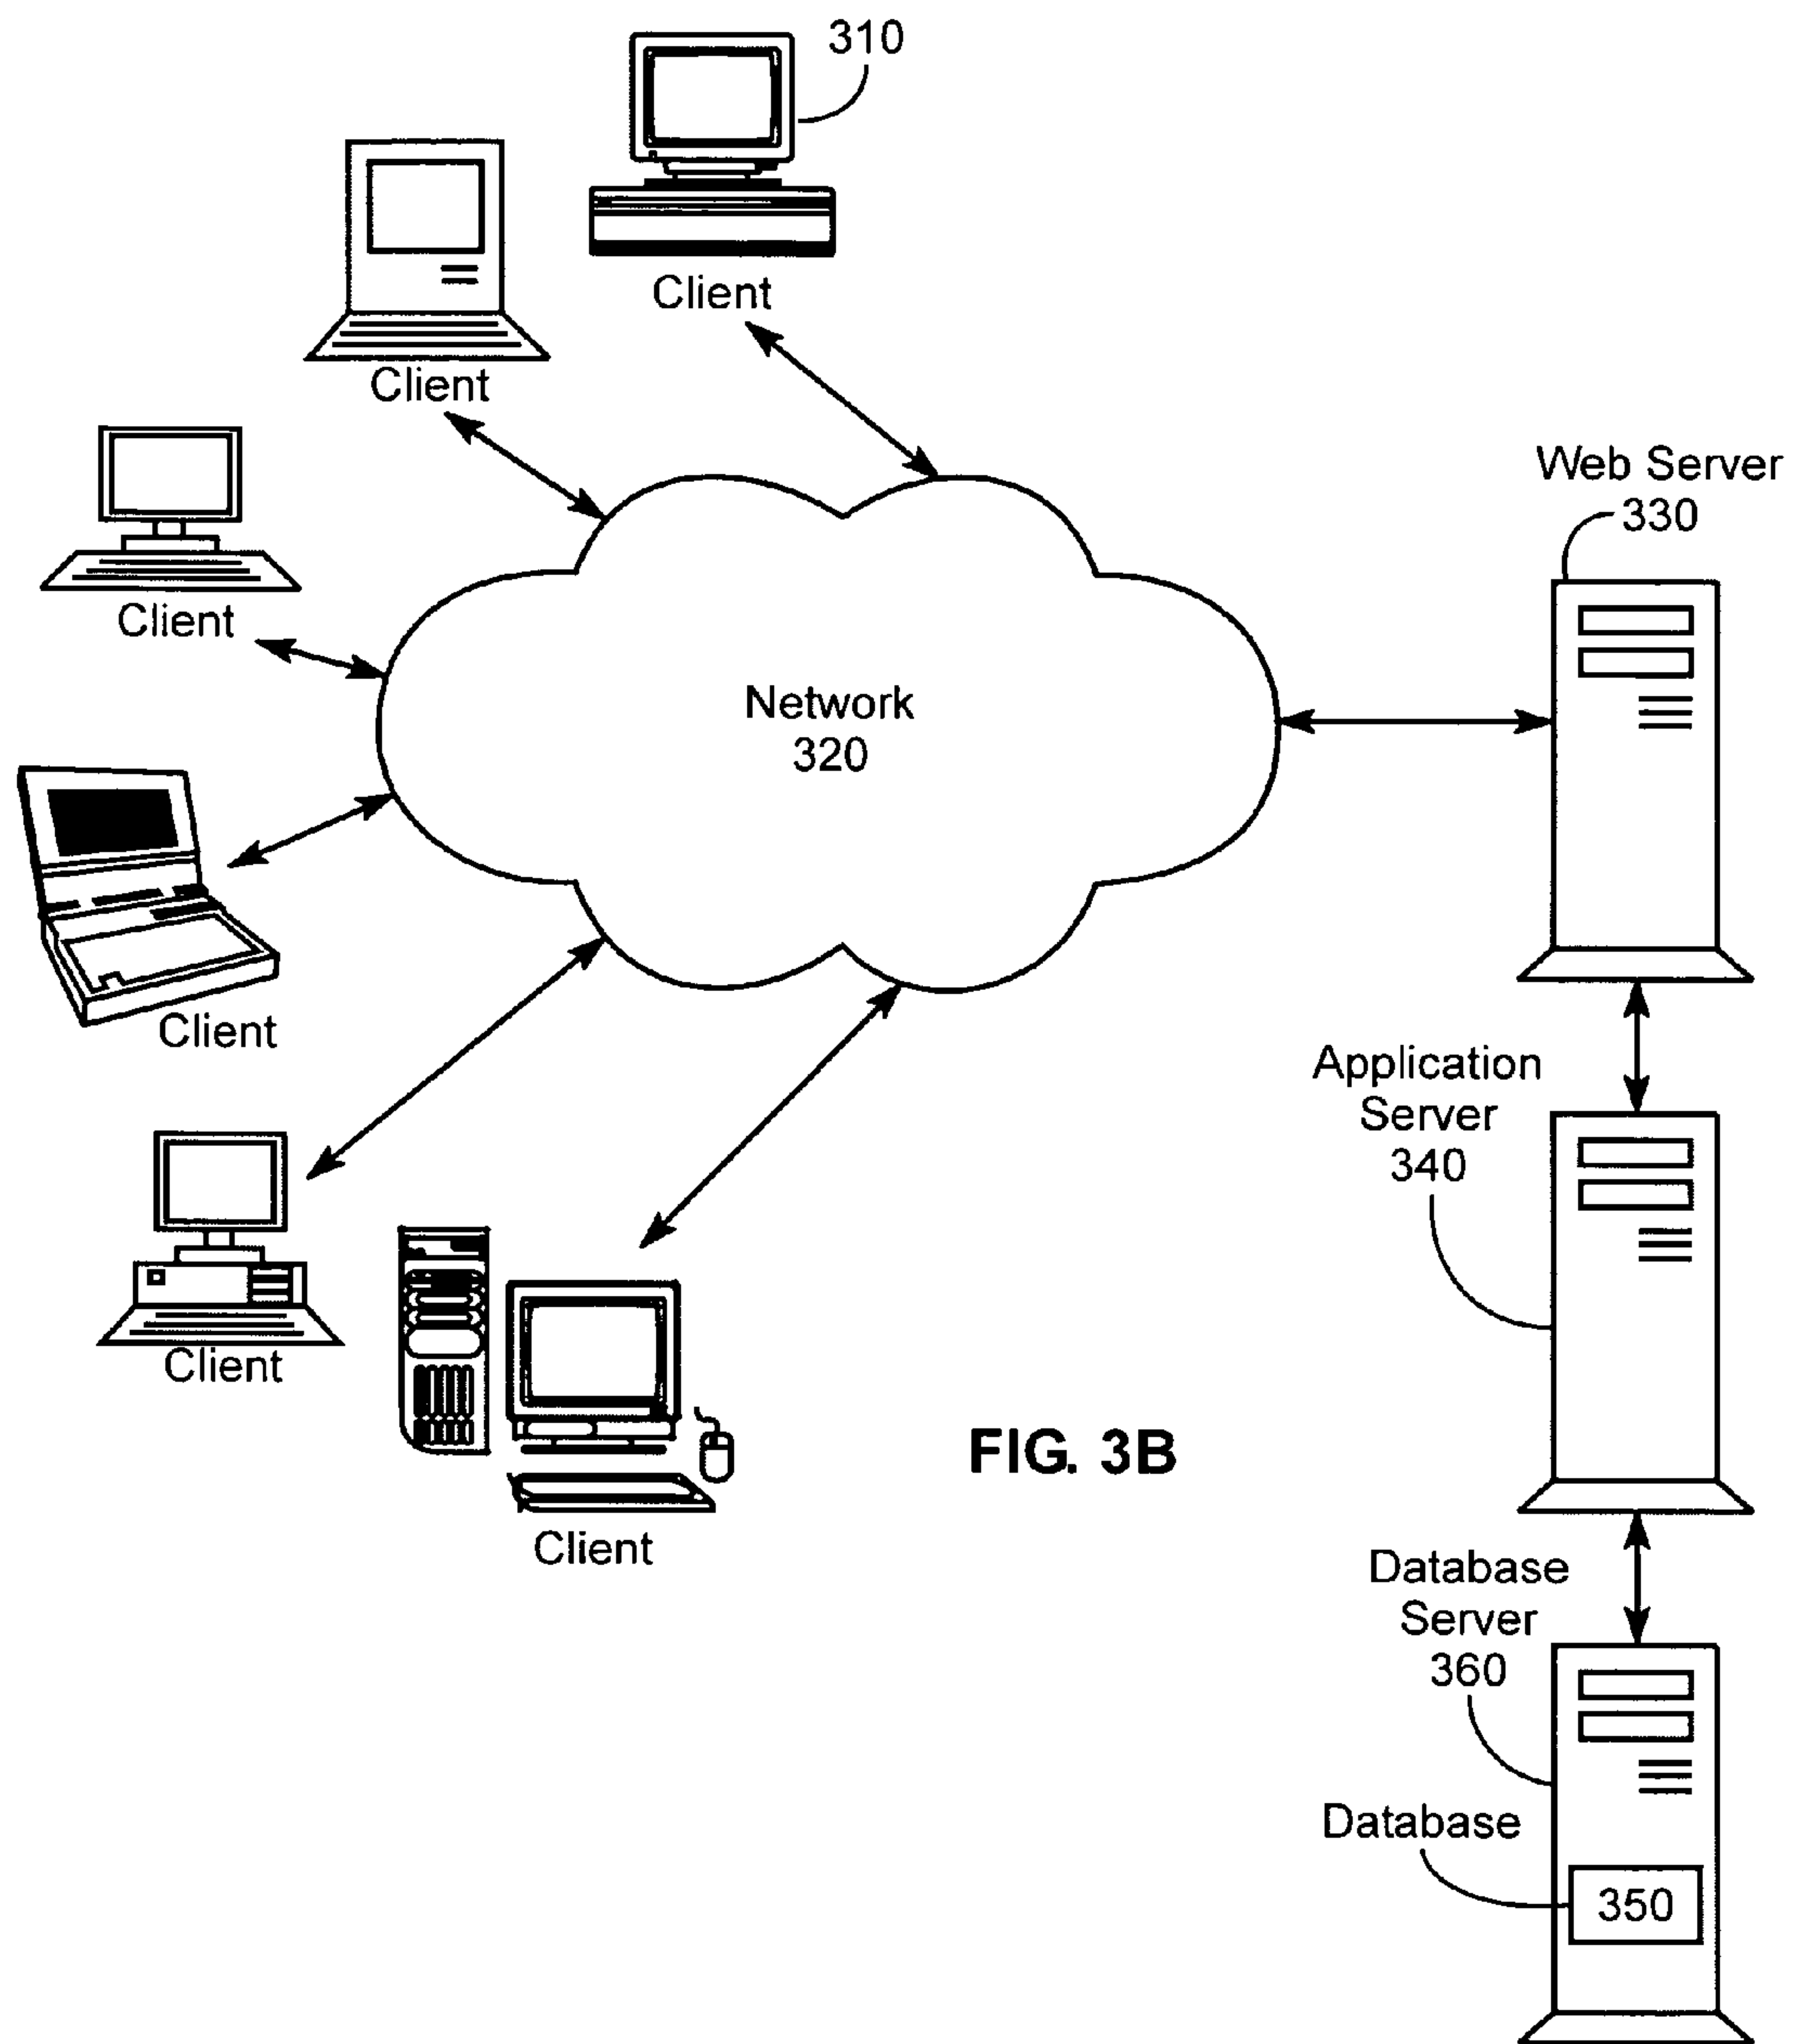 310
Client
Client
Web Server
330
Client
Network
320
Client
Application
Server
340
Client
FIG. 3B
Client
Database
Server
360
Database
350